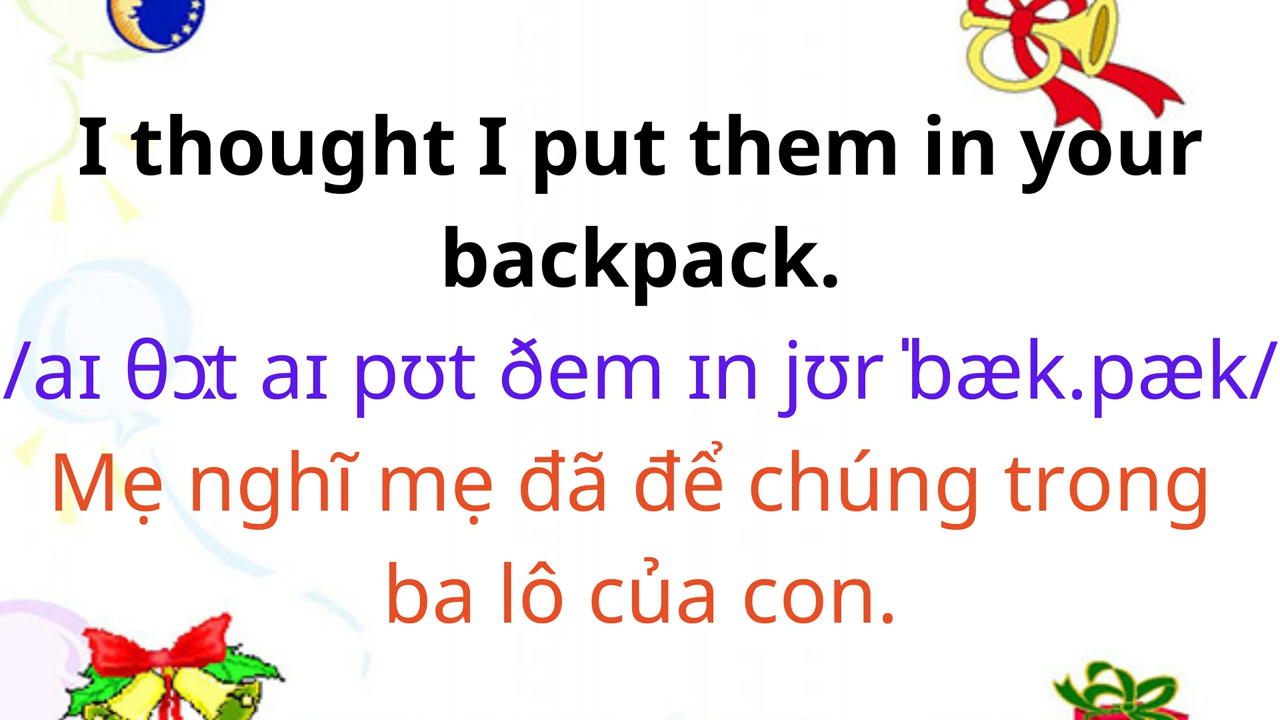 I thought I put them in your
backpack.
/aɪ θɔːt aɪ pʊt ðem ɪn jʊr ˈbæk.pæk/
Mẹ nghĩ mẹ đã để chúng trong
ba lô của con.